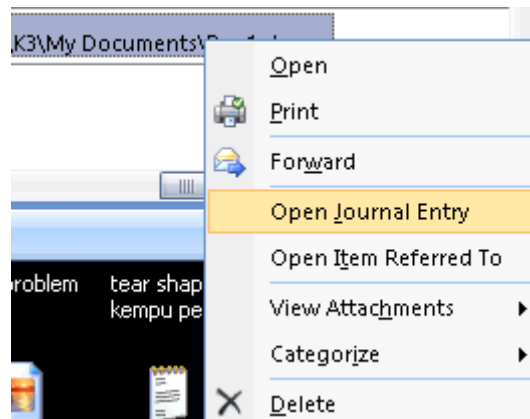 \K3\My Documents\
Open
Print
Forward
Open Journal Entry
Open Item Referred To
roblem
tear shap
kempu pe
View Attachments
Categorize
Delete